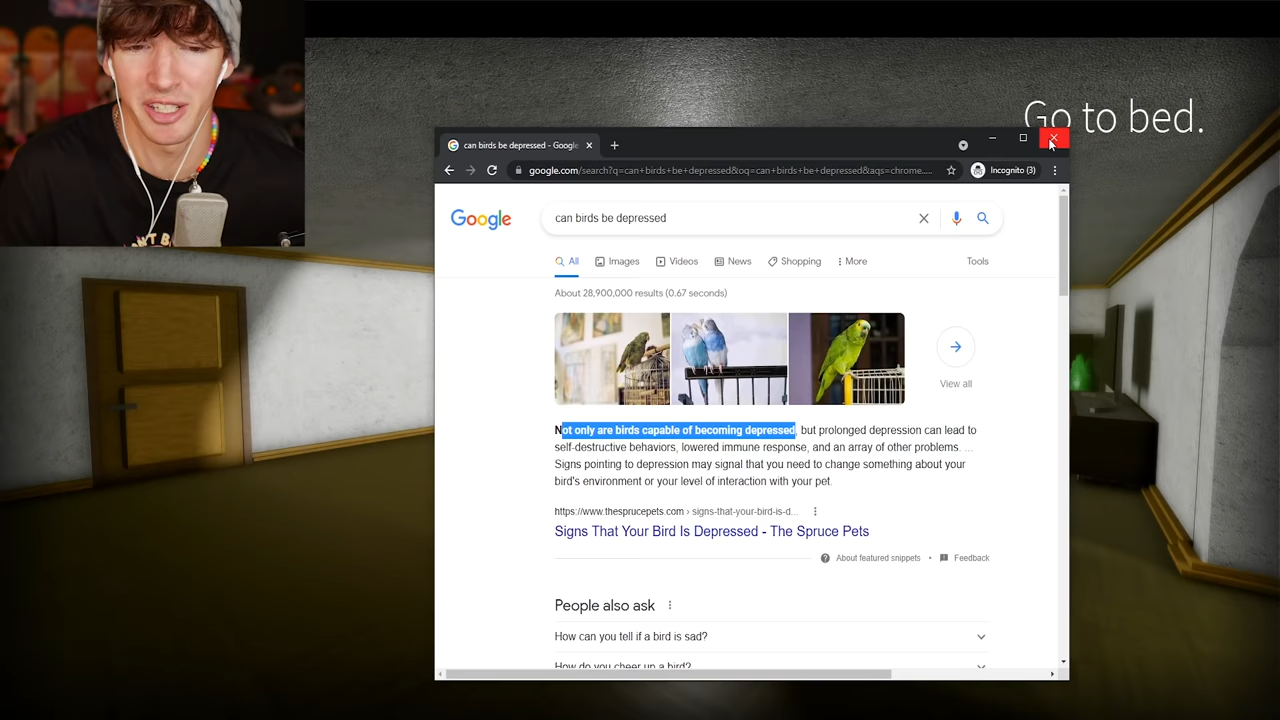 Go to bed.
can birds be depressed - Google
google.com/search?q=can+birds+be+depressed&oq=can+birds+be+depressed&aqs=chrome....
Incognito (3)
Google
can birds be depressed
All
Images
Videos
News
Shopping
More
Tools
About 28,900,000 results (0.67 seconds)
View all
Not only are birds capable of becoming depressed, but prolonged depression can lead to
self-destructive behaviors, lowered immune response, and an array of other problems. ...
Signs pointing to depression may signal that you need to change something about your
bird's environment or your level of interaction with your pet.
https://www.thesprucepets.com › signs-that-your-bird-is-d...
Signs That Your Bird Is Depressed - The Spruce Pets
About featured snippets
•
Feedback
People also ask
How can you tell if a bird is sad?
How do you cheer up a bird?